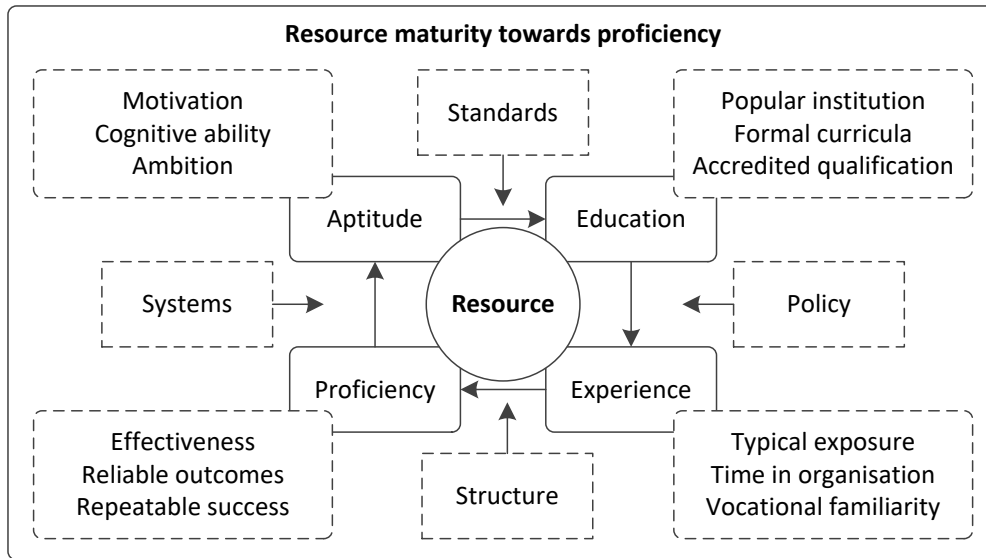 Resource maturity towards proficiency
Motivation
Cognitive ability
Ambition
Standards
Popular institution
Formal curricula
Accredited qualification
Aptitude
Education
Systems
Resource
Policy
Proficiency
Experience
Effectiveness
Reliable outcomes
Repeatable success
Structure
Typical exposure
Time in organisation
Vocational familiarity